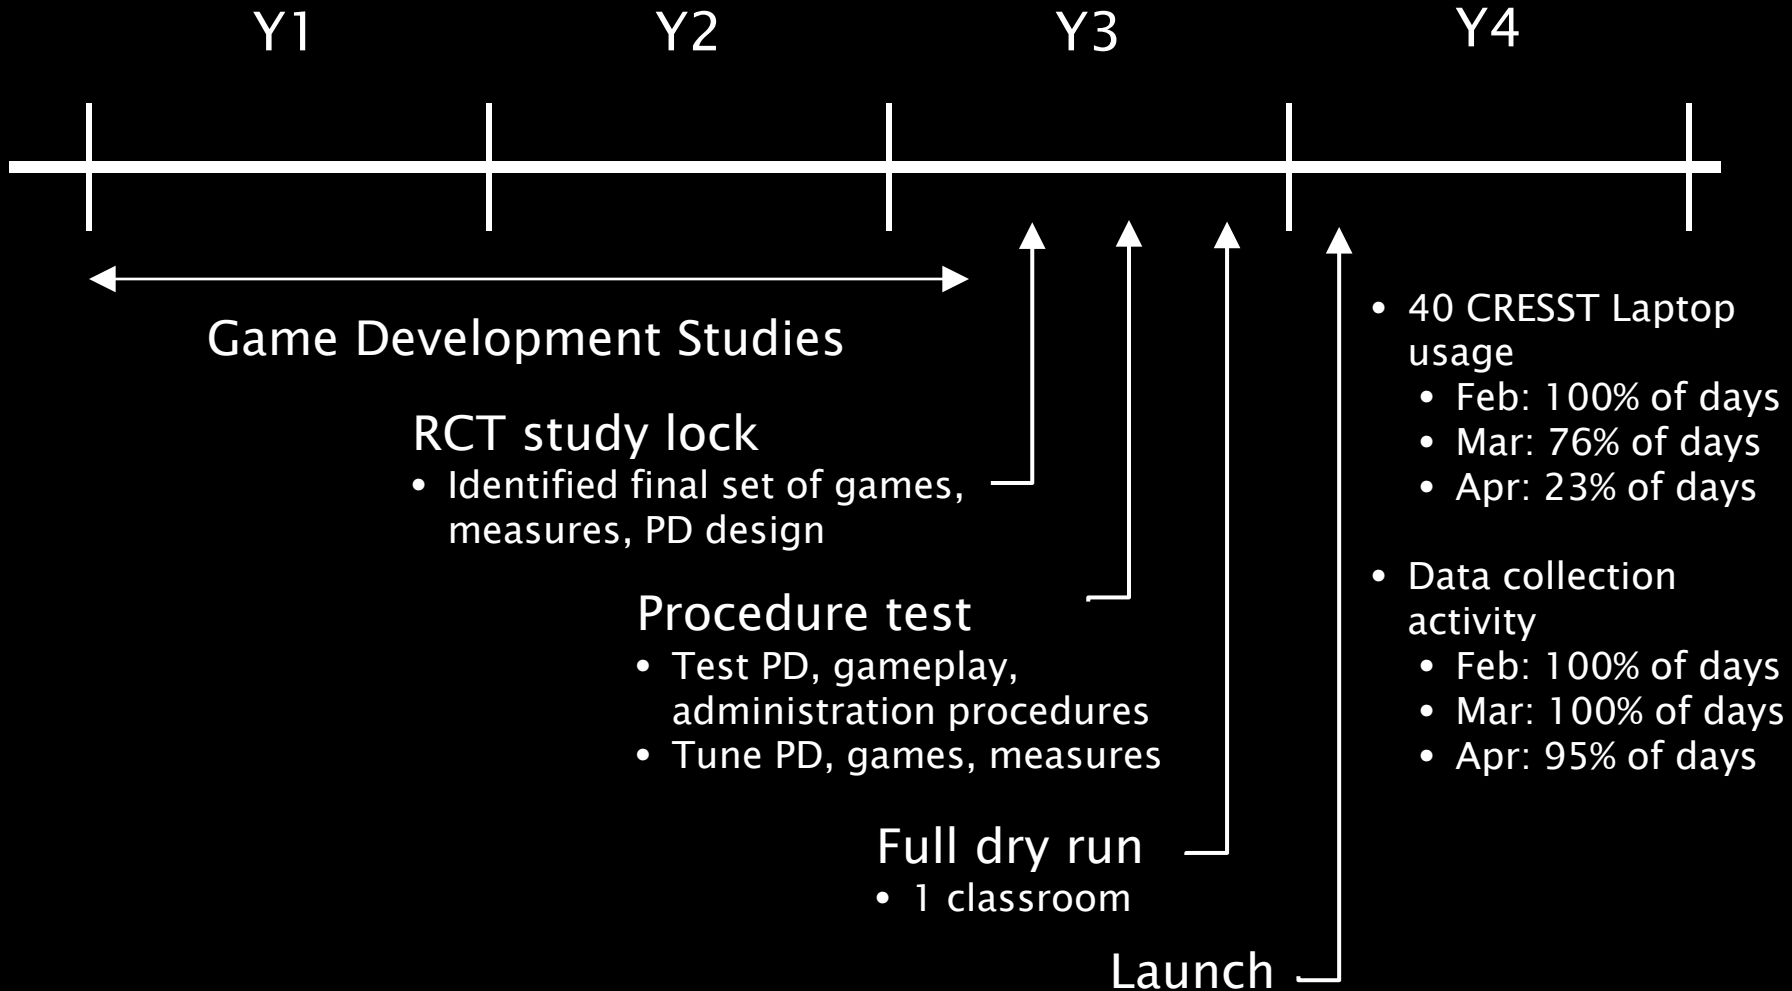 Y1
Y2
Y3
Y4
Game Development Studies
RCT study lock
• Identified final set of games,
measures, PD design
Procedure test
• Test PD, gameplay,
administration procedures
• Tune PD, games, measures
Full dry run
• 1 classroom
Launch
• 40 CRESST Laptop
usage
• Feb: 100% of days
• Mar: 76% of days
• Apr: 23% of days
• Data collection
activity
• Feb: 100% of days
• Mar: 100% of days
• Apr: 95% of days